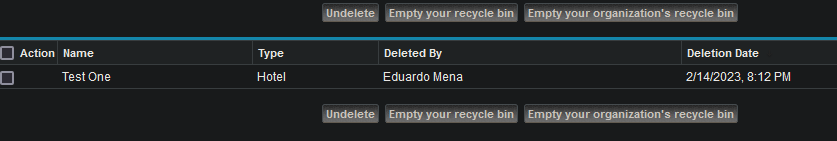 Undelete Empty your recycle bin Empty your organization's recycle bin
Action Name Type Deleted By Deletion Date
Test One Hotel Eduardo Mena 2/14/2023, 8:12 PM
Undelete Empty your recycle bin Empty your organization's recycle bin